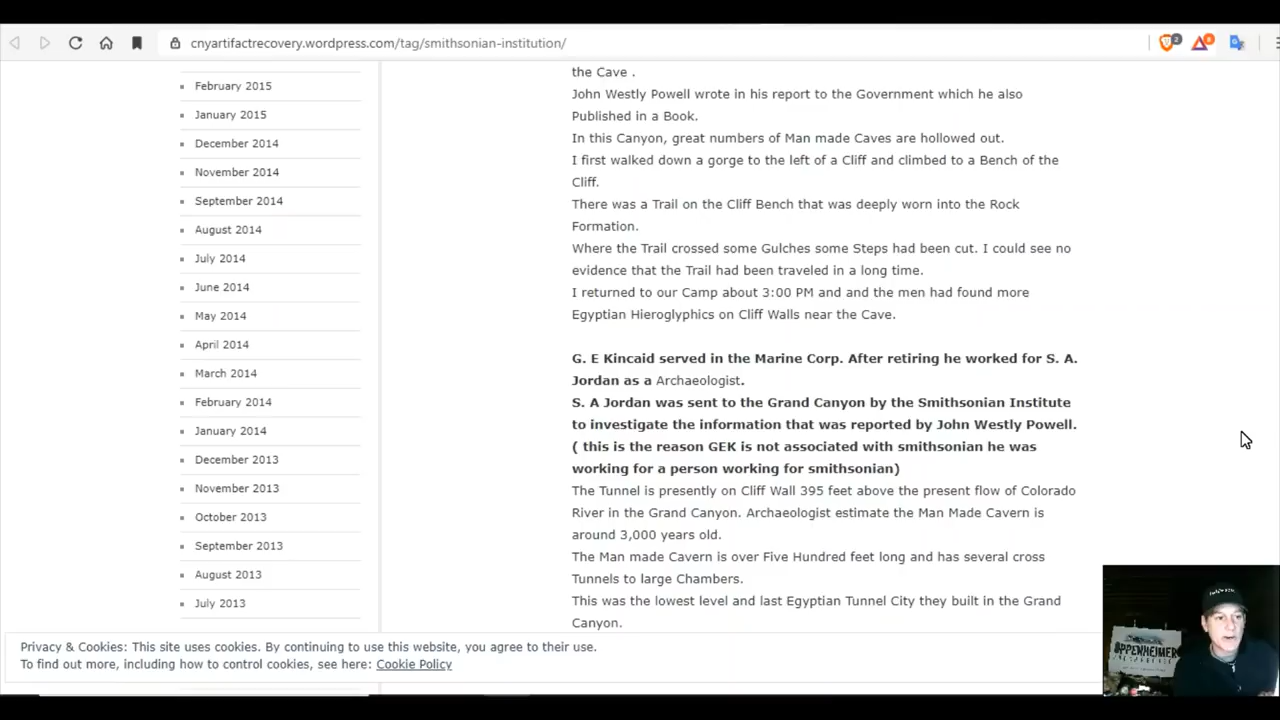 cnyartifactrecovery.wordpress.com/tag/smithsonian-institution/
February 2015
January 2015
December 2014
November 2014
September 2014
August 2014
July 2014
June 2014
May 2014
April 2014
March 2014
February 2014
January 2014
December 2013
November 2013
October 2013
September 2013
August 2013
July 2013
the Cave .
John Westly Powell wrote in his report to the Government which he also
Published in a Book.
In this Canyon, great numbers of Man made Caves are hollowed out.
I first walked down a gorge to the left of a Cliff and climbed to a Bench of the
Cliff.
There was a Trail on the Cliff Bench that was deeply worn into the Rock
Formation.
Where the Trail crossed some Gulches some Steps had been cut. I could see no
evidence that the Trail had been traveled in a long time.
I returned to our Camp about 3:00 PM and and the men had found more
Egyptian Hieroglyphics on Cliff Walls near the Cave.
G. E Kincaid served in the Marine Corp. After retiring he worked for S. A.
Jordan as a Archaeologist.
S. A Jordan was sent to the Grand Canyon by the Smithsonian Institute
to investigate the information that was reported by John Westly Powell.
( this is the reason GEK is not associated with smithsonian he was
working for a person working for smithsonian)
The Tunnel is presently on Cliff Wall 395 feet above the present flow of Colorado
River in the Grand Canyon. Archaeologist estimate the Man Made Cavern is
around 3,000 years old.
The Man made Cavern is over Five Hundred feet long and has several cross
Tunnels to large Chambers.
This was the lowest level and last Egyptian Tunnel City they built in the Grand
Canyon.
Privacy & Cookies: This site uses cookies. By continuing to use this website, you agree to their use.
To find out more, including how to control cookies, see here: Cookie Policy
OPPENHEIMER